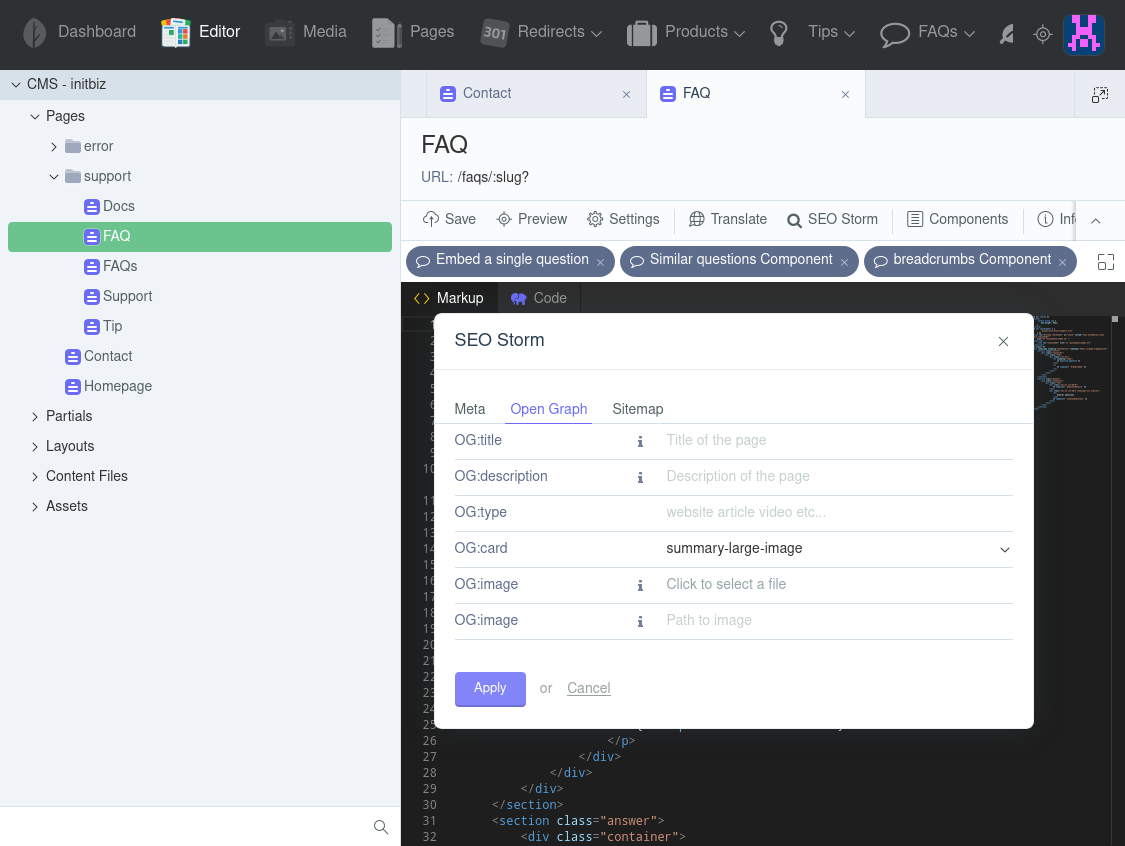 Dashboard Editor Media Pages 301 Redirects Products Tips FAQs
CMS - initbiz
Pages
error
support
Docs
FAQ
FAQs
Support
Tip
Contact
Homepage
Partials
Layouts
Content Files
Assets
Contact FAQ
FAQ
URL: /faqs/:slug?
Save Preview Settings Translate SEO Storm Components Info
Embed a single question Similar questions Component breadcrumbs Component
Markup Code
SEO Storm
Meta Open Graph Sitemap
OG:title Title of the page
OG:description Description of the page
OG:type website article video etc...
OG:card summary-large-image
OG:image Click to select a file
OG:image Path to image
Apply or Cancel
1
2
3
4
5
6
7
8
9
10
11
12
13
14
15
16
17
18
19
20
21
22
23
24
25
26 </p>
27 </div>
28 </div>
29 </div>
30 </section>
31 <section class="answer">
32 <div class="container">